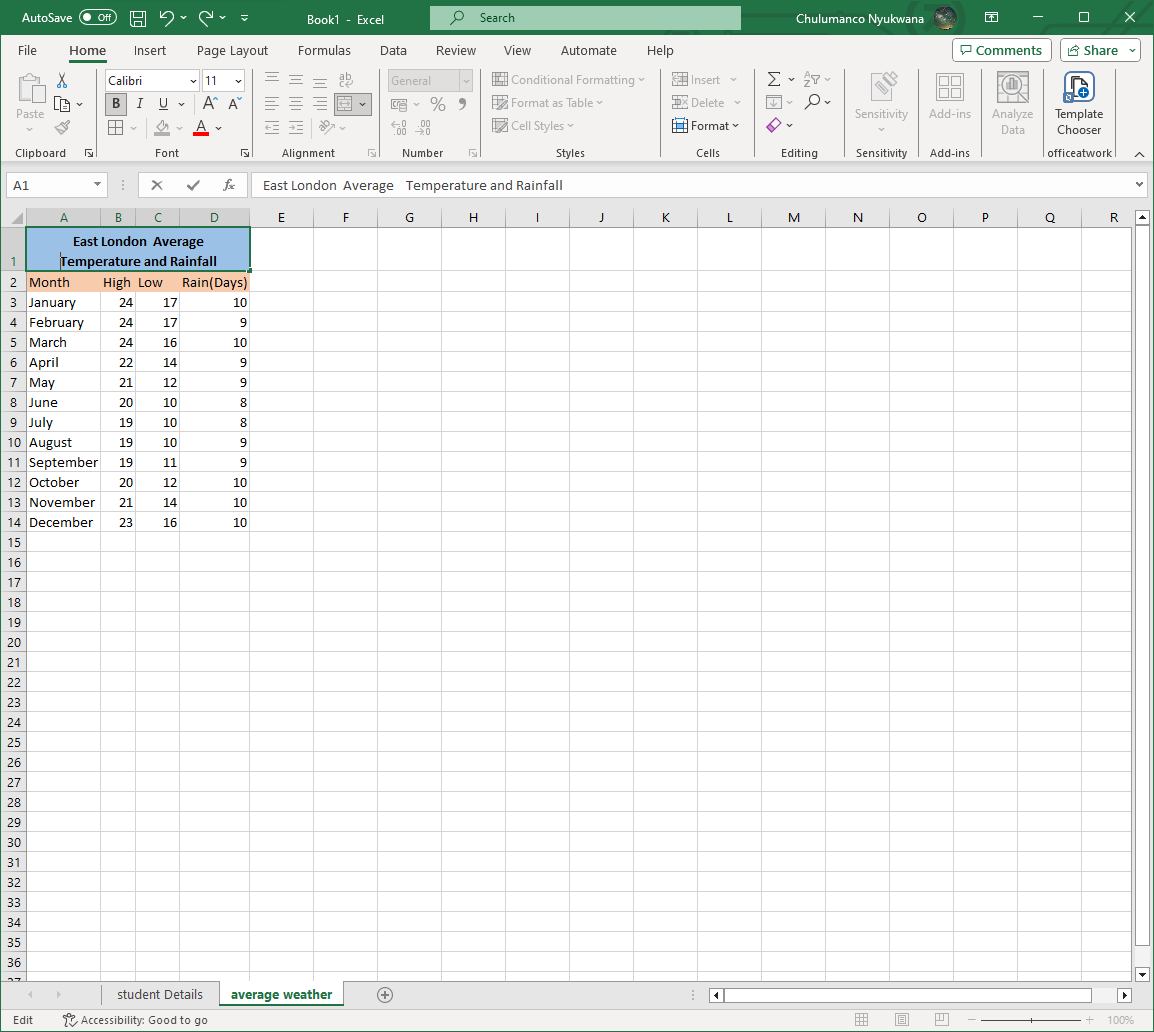 AutoSave Off Book1 - Excel Search Chulumanco Nyukwana
File Home Insert Page Layout Formulas Data Review View Automate Help Comments Share
Calibri 11 General Conditional Formatting Insert
Paste B I U A A % Format as Table Delete Sensitivity Add-ins Analyze Data Template Chooser
A Cell Styles Format
Clipboard Font Alignment Number Styles Cells Editing Sensitivity Add-ins officeatwork
A1 fx East London  Average   Temperature and Rainfall
A B C D E F G H I J K L M N O P Q R
East London  Average
1 Temperature and Rainfall
2 Month High Low Rain(Days)
3 January 24 17 10
4 February 24 17 9
5 March 24 16 10
6 April 22 14 9
7 May 21 12 9
8 June 20 10 8
9 July 19 10 8
10 August 19 10 9
11 September 19 11 9
12 October 20 12 10
13 November 21 14 10
14 December 23 16 10
15
16
17
18
19
20
21
22
23
24
25
26
27
28
29
30
31
32
33
34
35
36
37
student Details average weather
Edit Accessibility: Good to go 100%